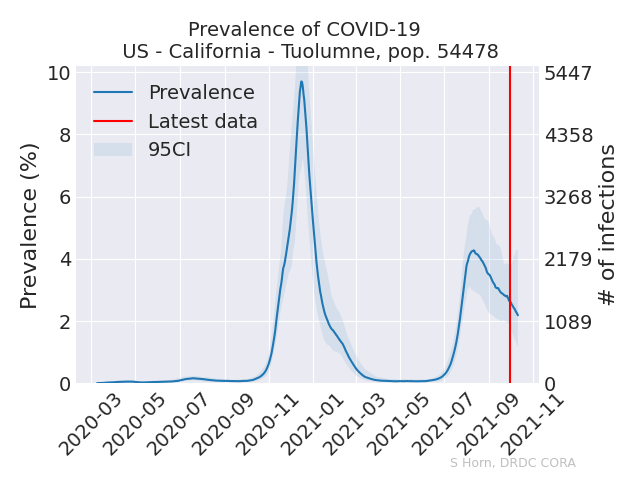 Prevalence of COVID-19
US - California - Tuolumne, pop. 54478
Prevalence (%)
10
8
6
4
2
0
Prevalence
Latest data
95CI
5447
4358
3268
2179
1089
0
# of infections
2020-03
2020-05
2020-07
2020-09
2020-11
2021-01
2021-03
2021-05
2021-07
2021-09
2021-11
S Horn, DRDC CORA